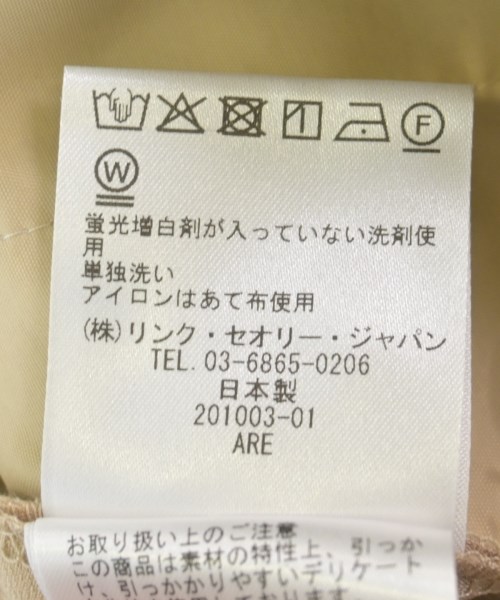 F
W
蛍光増白剤が入っていない洗剤使
用
単独洗い
アイロンはあて布使用
(株)リンク・セオリー・ジャパン
TEL. 03-6865-0206
日本製
201003-01
ARE
お取り扱い上のご注意
この商品は素材の特性上、引っか
け、引っかかりやすいデリケート